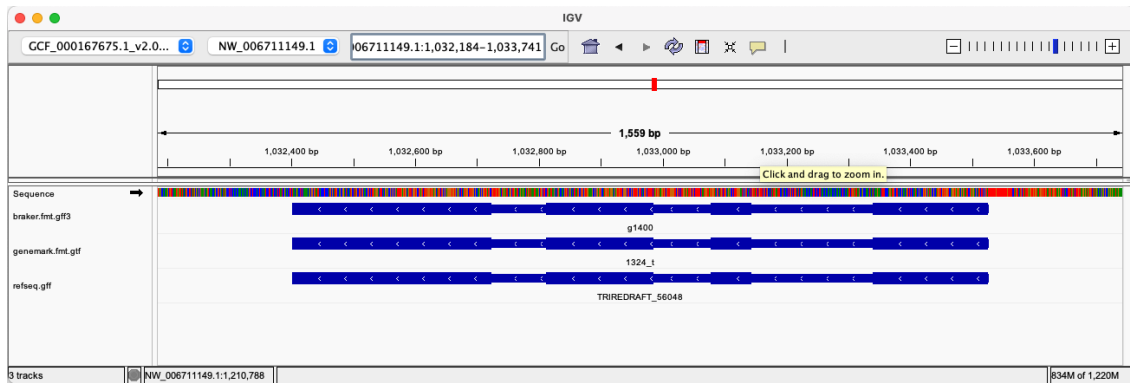 IGV
GCF_000167675.1_v2.0... NW_006711149.1 006711149.1:1,032,184-1,033,741 Go
1,559 bp
1,032,400 bp 1,032,600 bp 1,032,800 bp 1,033,000 bp 1,033,200 bp 1,033,400 bp 1,033,600 bp
Click and drag to zoom in.
Sequence
braker.fmt.gff3
g1400
genemark.fmt.gtf
1324_t
refseq.gff
TRIREDRAFT_56048
3 tracks NW_006711149.1:1,210,788 834M of 1,220M